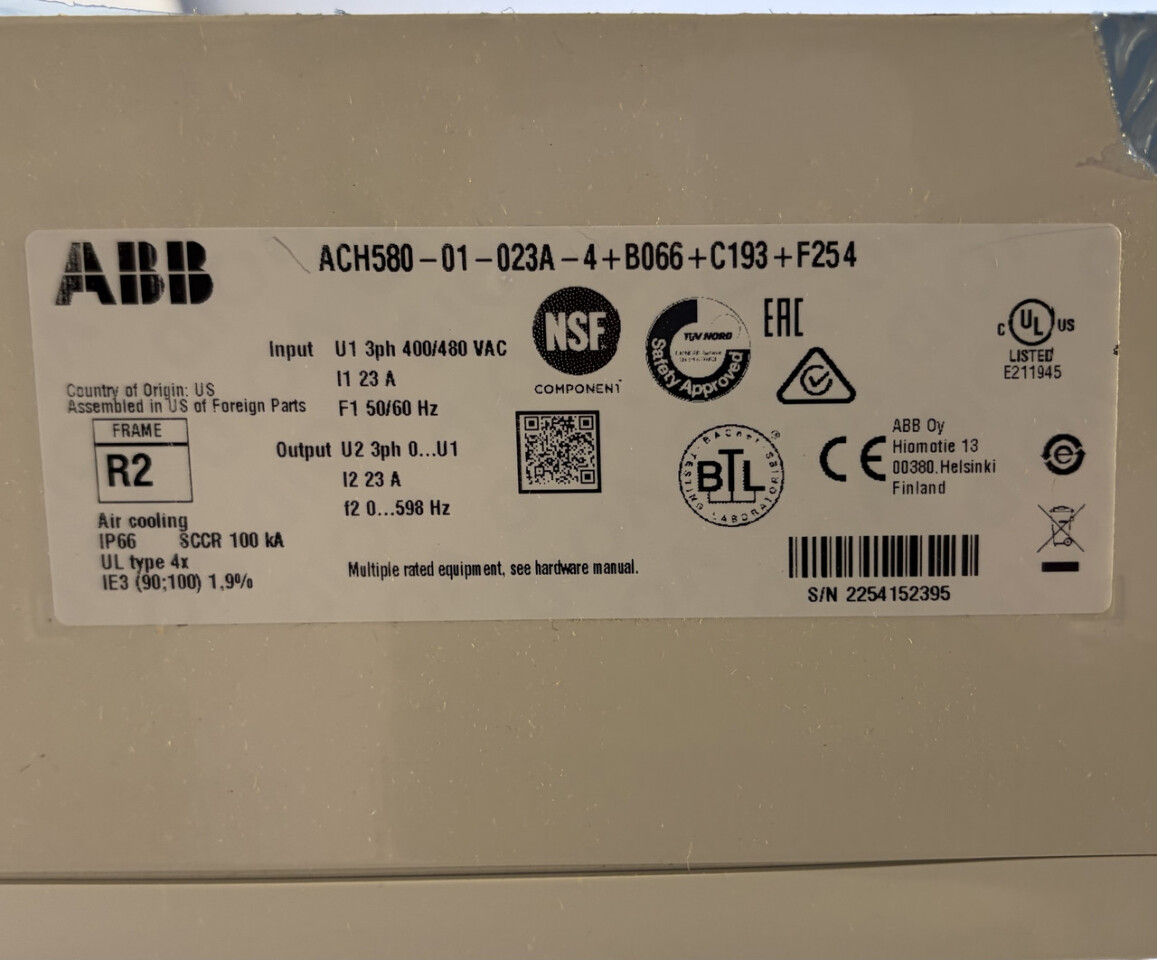 ABB
ACH580-01-023A-4+B066+C193+F254
Input U1 3ph 400/480 VAC
I1 23 A
F1 50/60 Hz
Output U2 3ph 0...U1
I2 23 A
f2 0...598 Hz
Country of Origin: US
Assembled in US of Foreign Parts
FRAME
R2
Air cooling
IP66 SCCR 100 kA
UL type 4x
IE3 (90;100) 1,9%
Multiple rated equipment, see hardware manual.
NSF
COMPONENT
TÜV NORD
Safety Approved
EAC
C UL US
LISTED
E211945
BACnet
TESTING LABORATORIES
BTL
®
CE
ABB Oy
Hiomotie 13
00380.Helsinki
Finland
e
S/N 2254152395